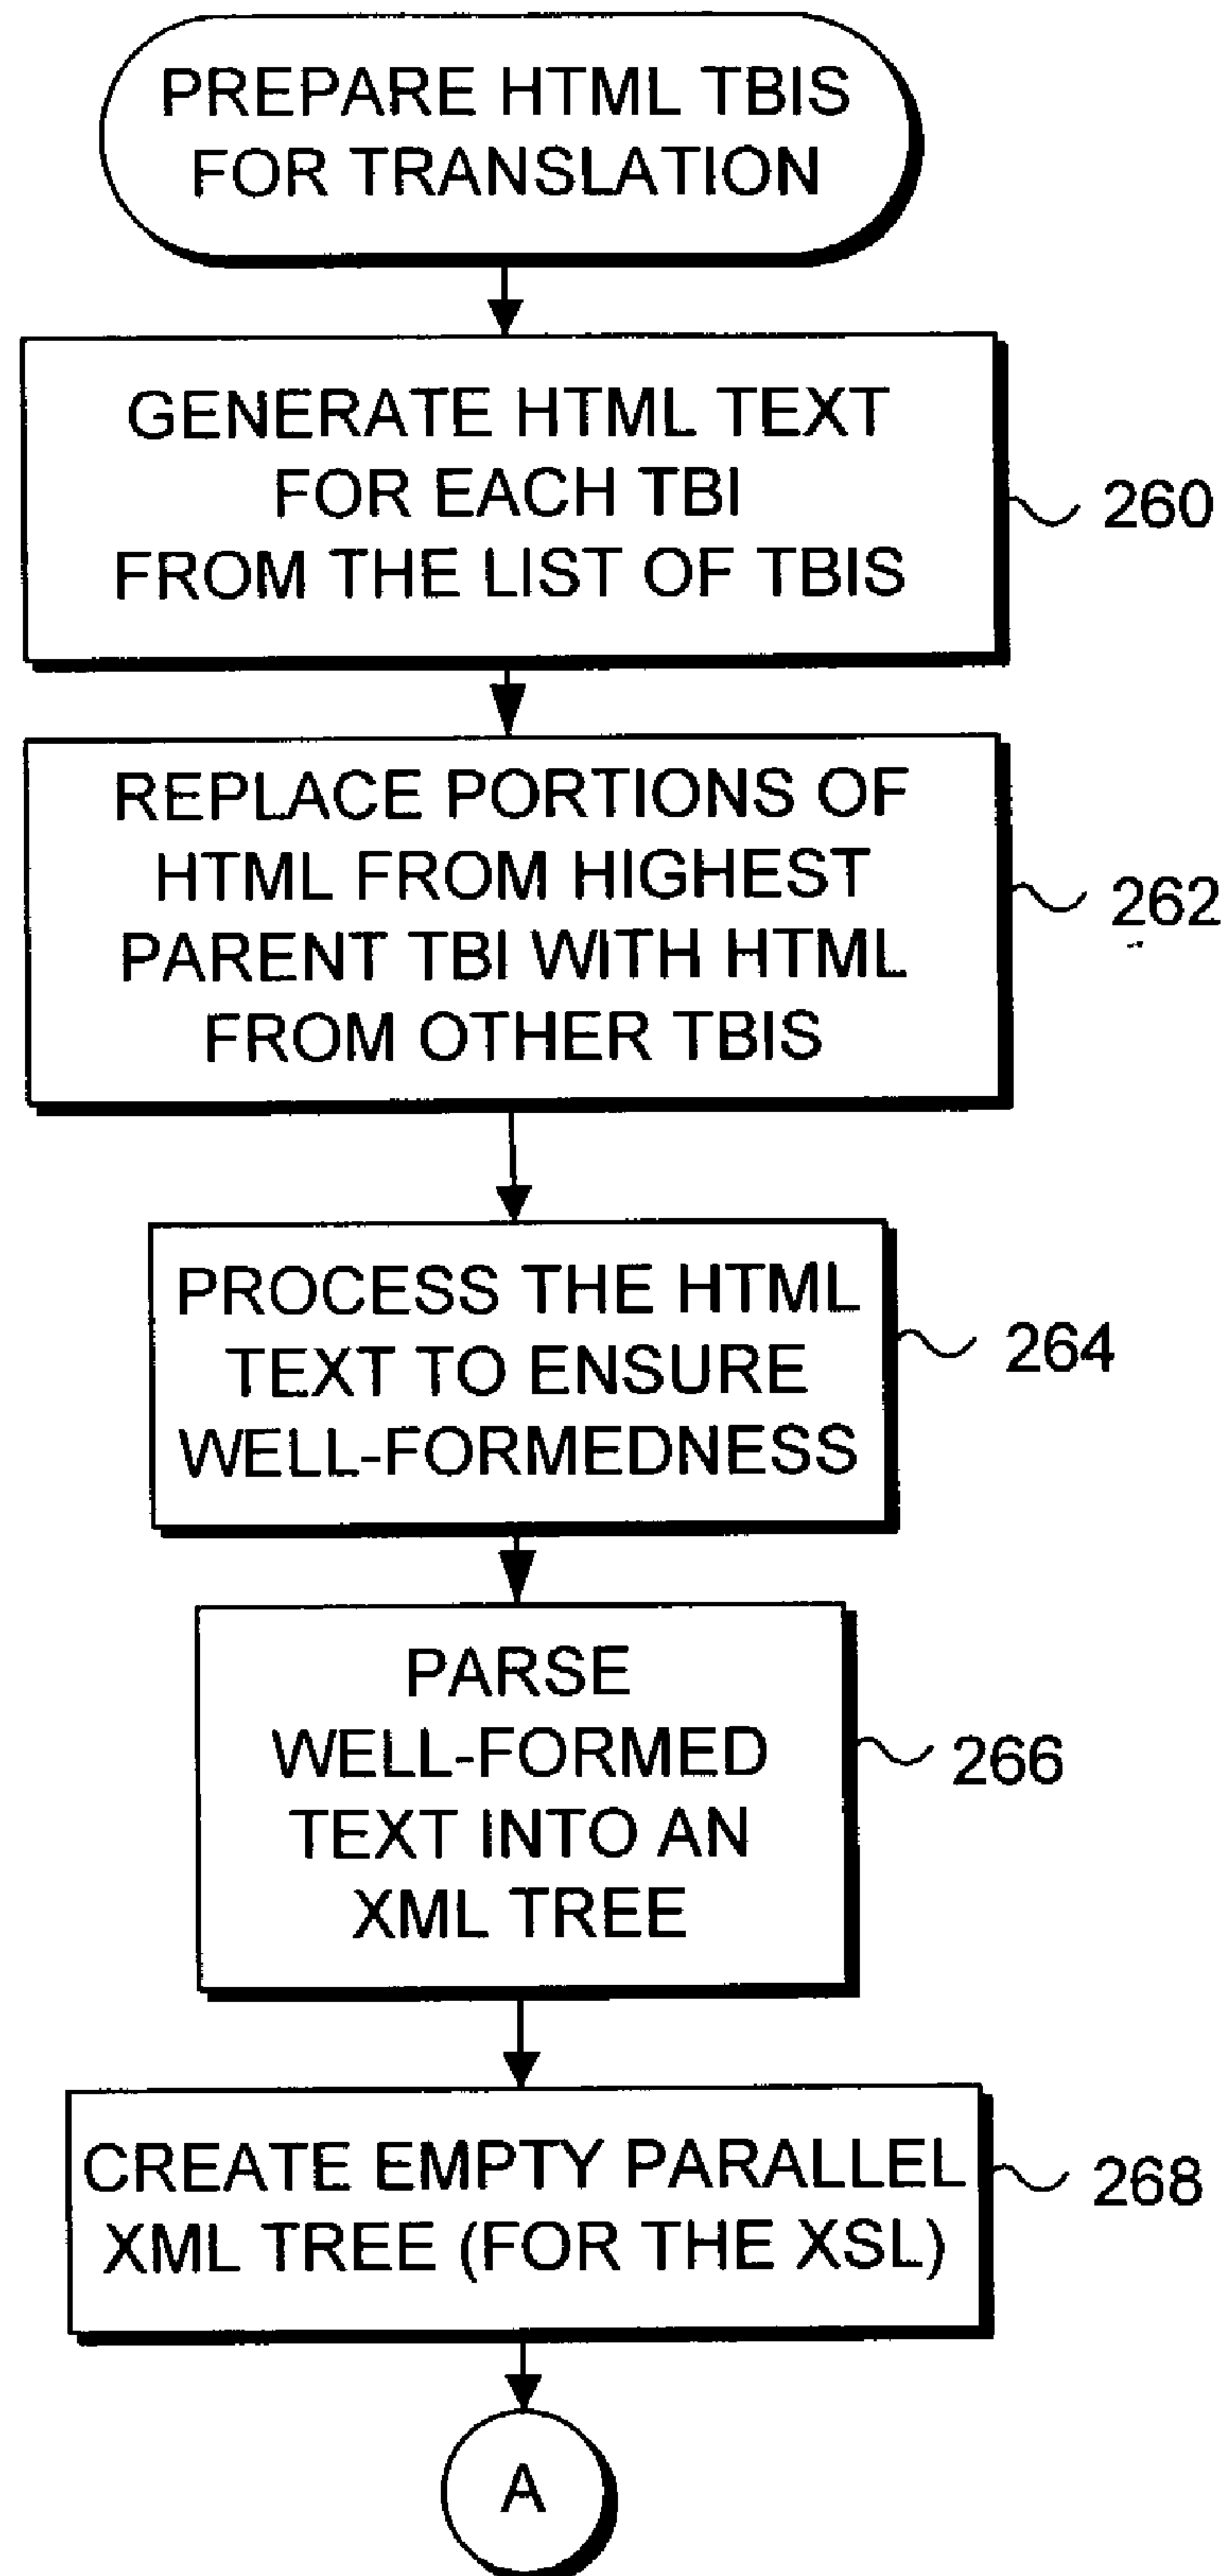 PREPARE HTML TBIS
FOR TRANSLATION
GENERATE HTML TEXT
FOR EACH TBI
FROM THE LIST OF TBIS
260
REPLACE PORTIONS OF
HTML FROM HIGHEST
PARENT TBI WITH HTML
FROM OTHER TBIS
262
PROCESS THE HTML
TEXT TO ENSURE
WELL-FORMEDNESS
264
PARSE
WELL-FORMED
TEXT INTO AN
XML TREE
266
CREATE EMPTY PARALLEL
XML TREE (FOR THE XSL)
268
A